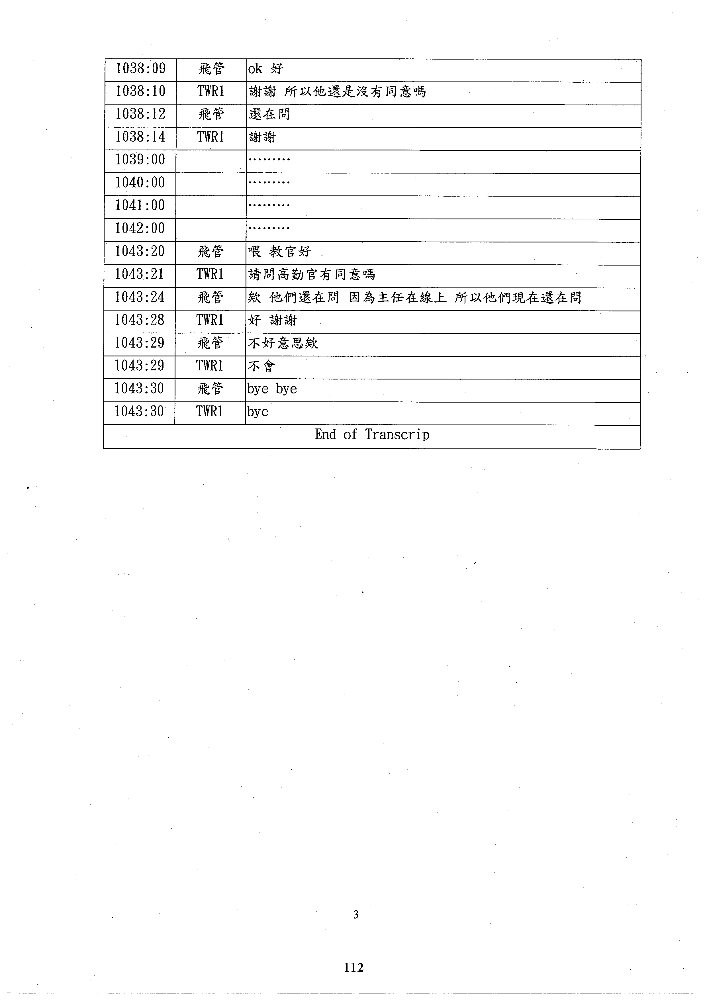 1038:09 飛管 ok 好
1038:10 TWR1 謝謝 所以他還是沒有同意嗎
1038:12 飛管 還在問
1038:14 TWR1 謝謝
1039:00 ………
1040:00 ………
1041:00 ………
1042:00 ………
1043:20 飛管 喂 教官好
1043:21 TWR1 請問高勤官有同意嗎
1043:24 飛管 欸 他們還在問 因為主任在線上 所以他們現在還在問
1043:28 TWR1 好 謝謝
1043:29 飛管 不好意思欸
1043:29 TWR1 不會
1043:30 飛管 bye bye
1043:30 TWR1 bye
End of Transcrip
3
112